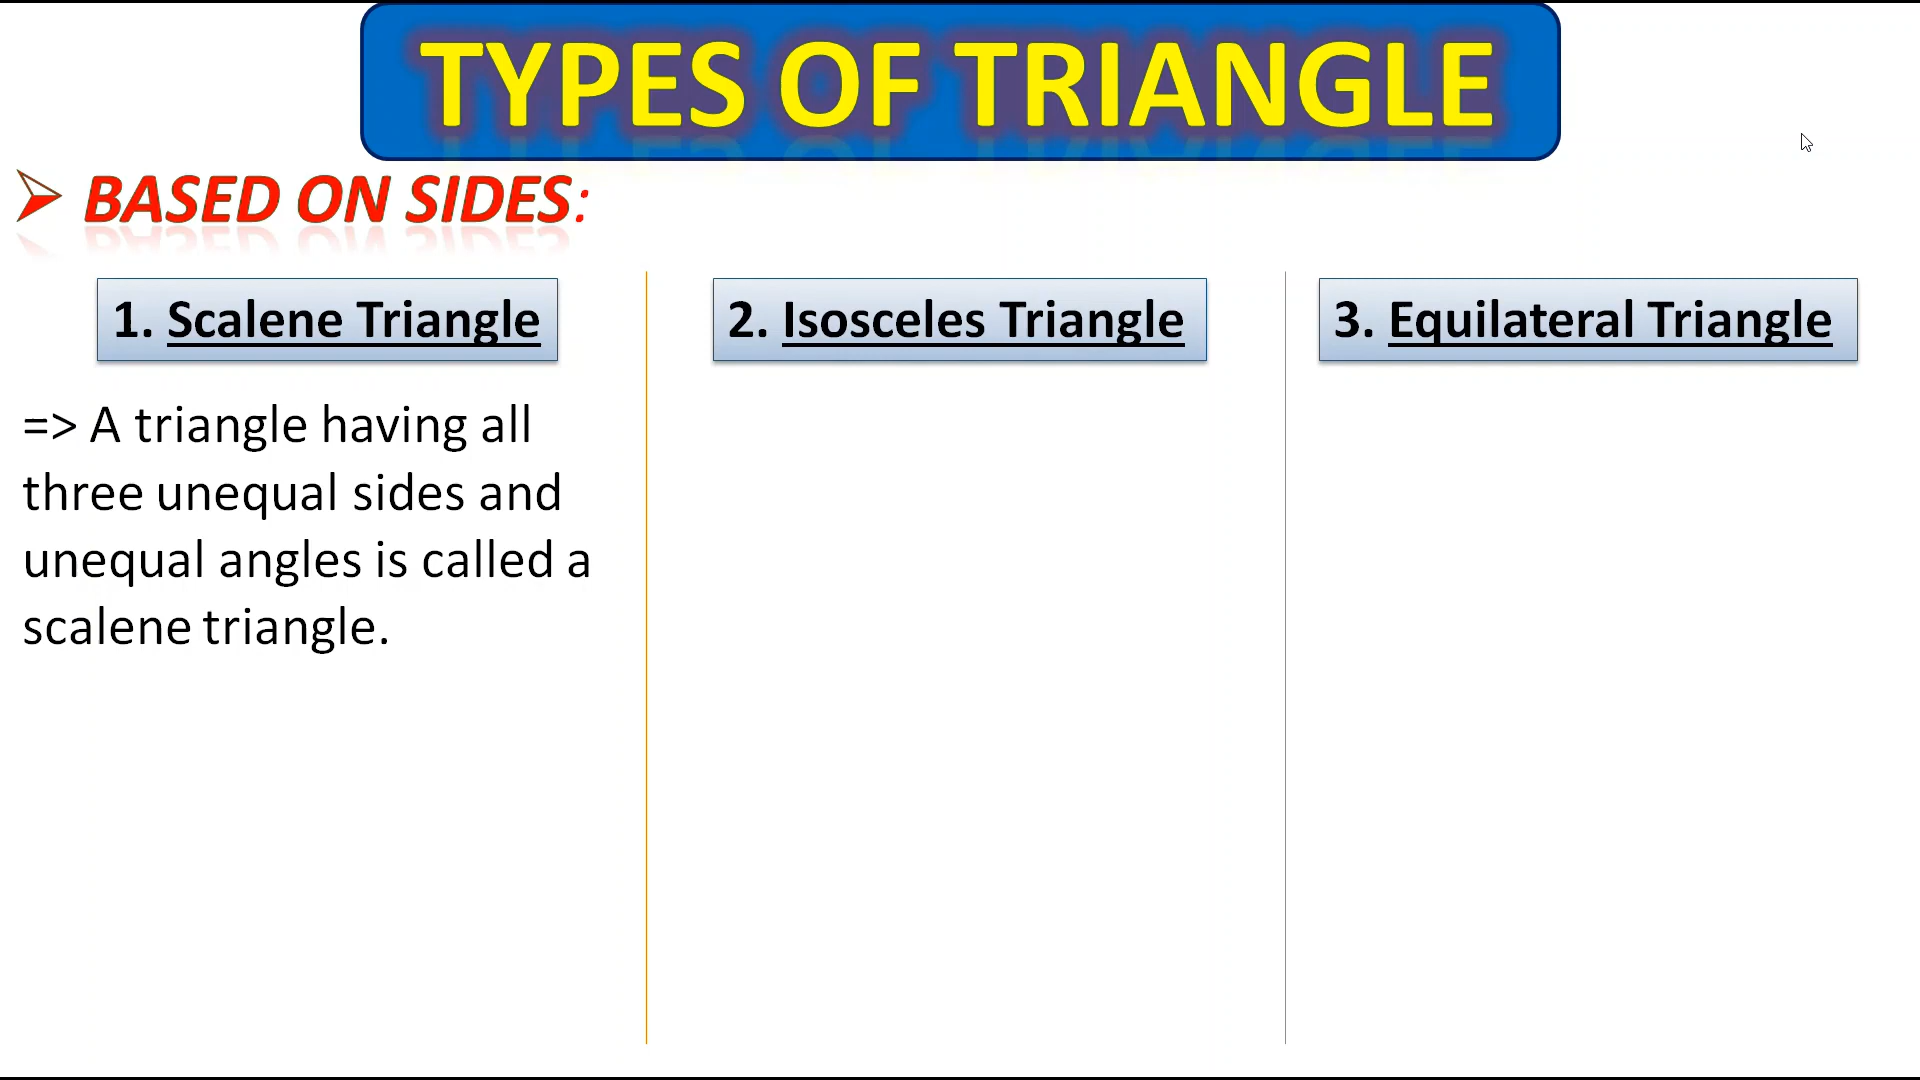 TYPES OF TRIANGLE
BASED ON SIDES:
1. Scalene Triangle
=> A triangle having all
three unequal sides and
unequal angles is called a
scalene triangle.
2. Isosceles Triangle
3. Equilateral Triangle